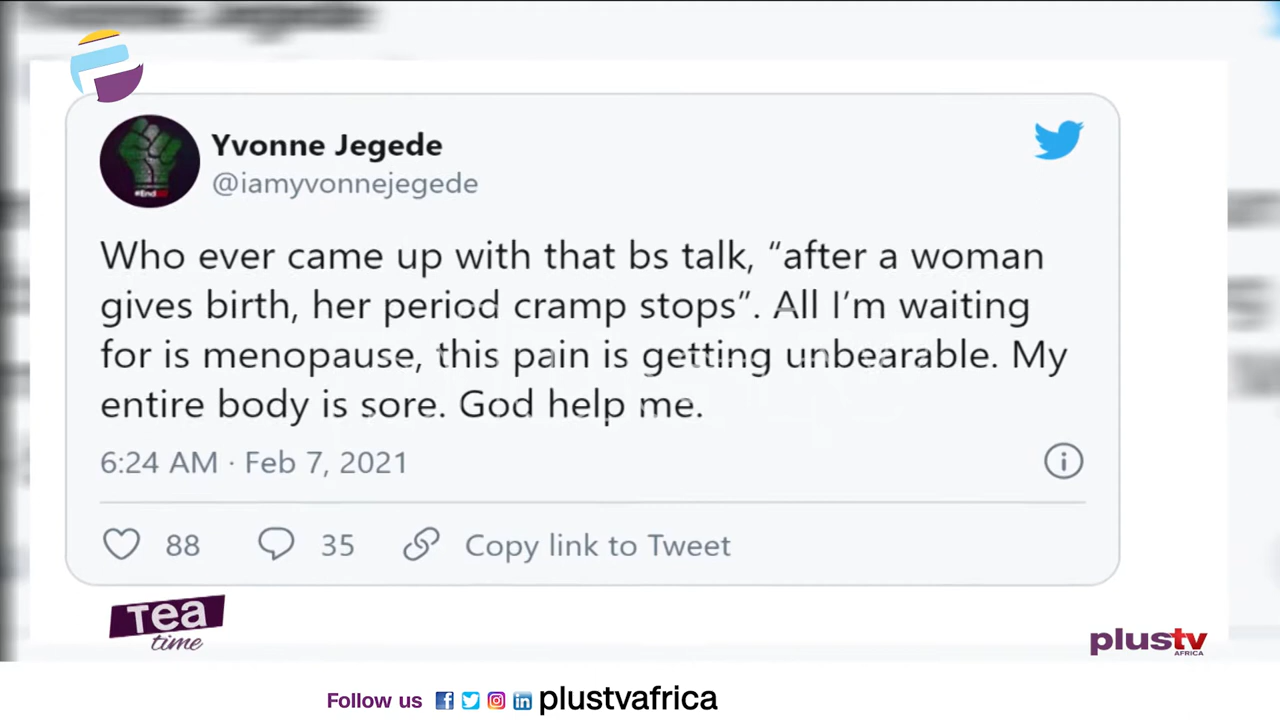 Yvonne Jegede
@iamyvonnejegede
Who ever came up with that bs talk, “after a woman
gives birth, her period cramp stops”. All I’m waiting
for is menopause, this pain is getting unbearable. My
entire body is sore. God help me.
6:24 AM · Feb 7, 2021
88 35 Copy link to Tweet
Tea
time
plustv
AFRICA
Follow us plustvafrica